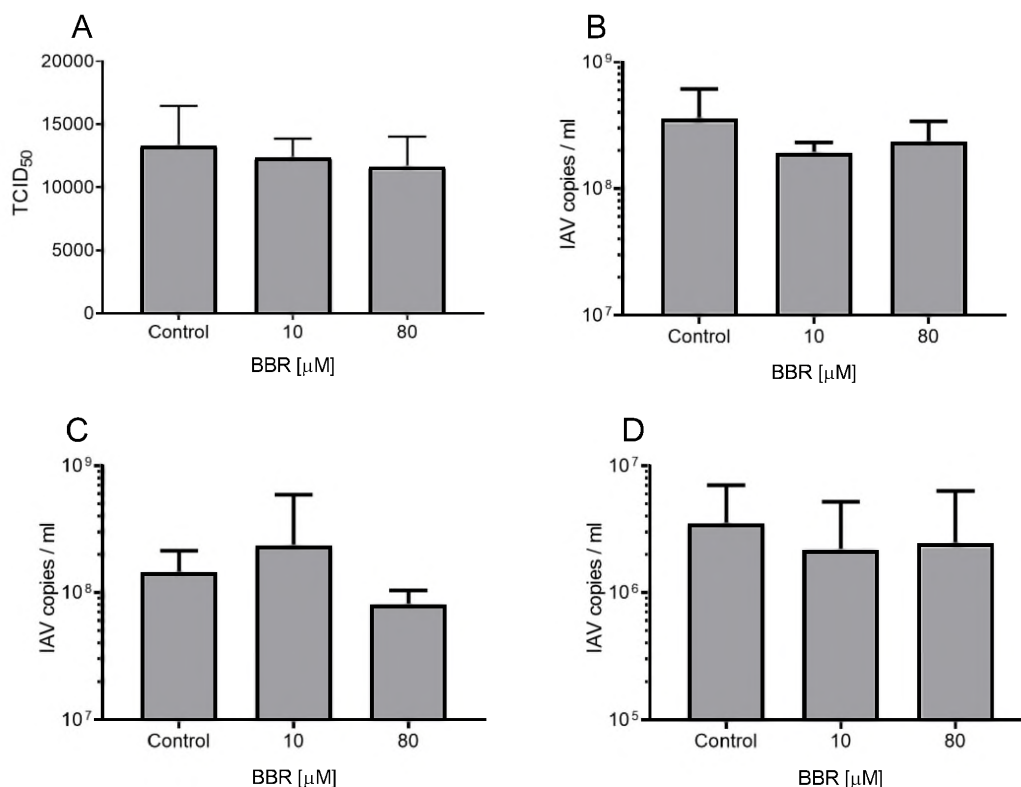 A
20000
15000
10000
5000
0
TCID₅₀
Control 10 80
BBR [μM]
B
10⁹
10⁸
10⁷
IAV copies / ml
Control 10 80
BBR [μM]
C
10⁹
10⁸
10⁷
IAV copies / ml
Control 10 80
BBR [μM]
D
10⁷
10⁶
10⁵
IAV copies / ml
Control 10 80
BBR [μM]